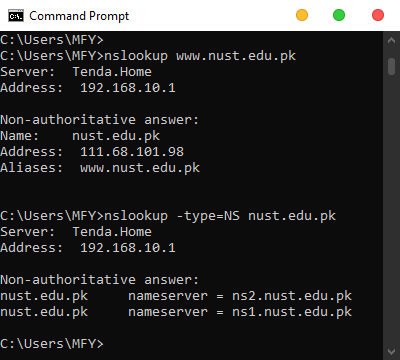 Command Prompt
C:\Users\MFY>
C:\Users\MFY>nslookup www.nust.edu.pk
Server:  Tenda.Home
Address:  192.168.10.1

Non-authoritative answer:
Name:    nust.edu.pk
Address:  111.68.101.98
Aliases:  www.nust.edu.pk

C:\Users\MFY>nslookup -type=NS nust.edu.pk
Server:  Tenda.Home
Address:  192.168.10.1

Non-authoritative answer:
nust.edu.pk     nameserver = ns2.nust.edu.pk
nust.edu.pk     nameserver = ns1.nust.edu.pk

C:\Users\MFY>